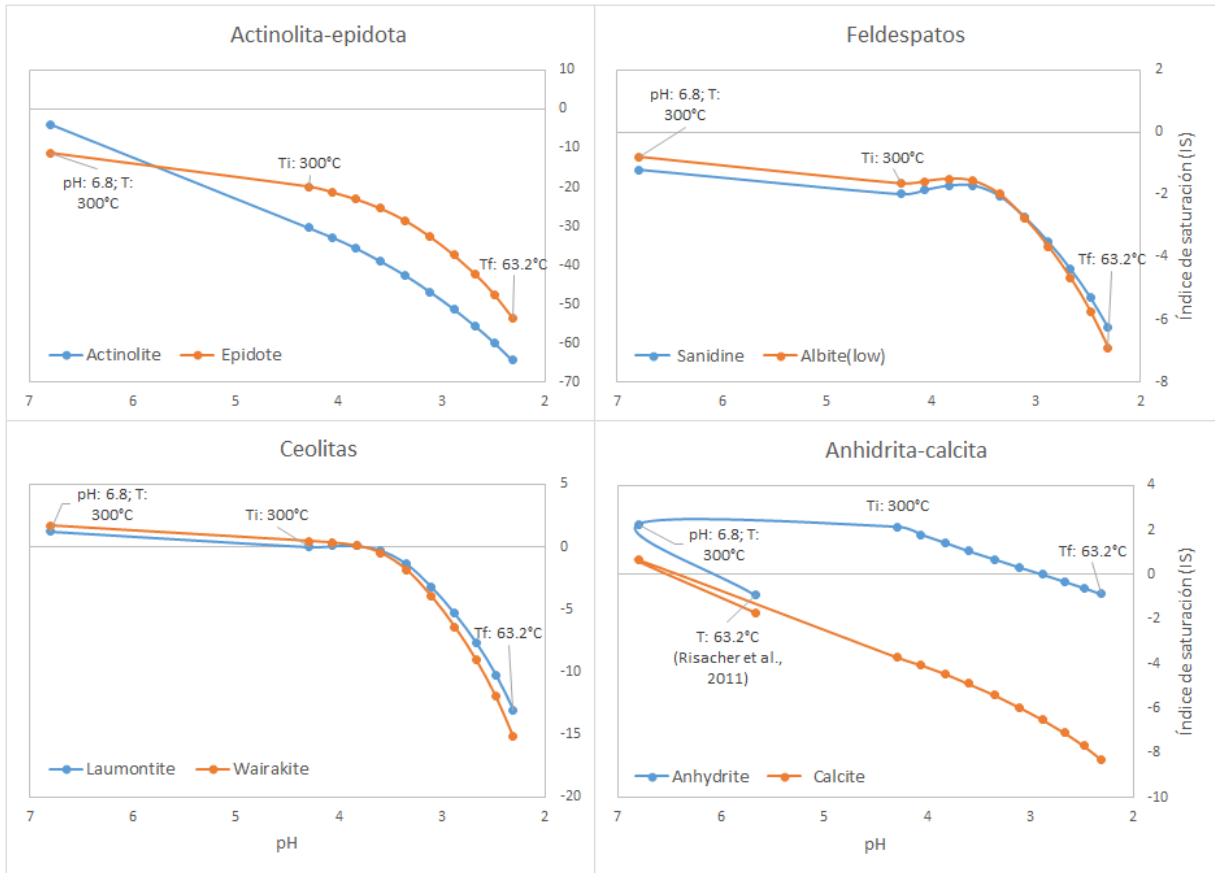 Actinolita-epidota
10
0
-10
-20
-30
-40
-50
-60
-70
pH: 6.8; T:
300°C
Ti: 300°C
Tf: 63.2°C
Actinolite Epidote
7 6 5 4 3 2
Feldespatos
2
0
-2
-4
-6
-8
Índice de saturación (IS)
pH: 6.8; T:
300°C
Ti: 300°C
Tf: 63.2°C
Sanidine Albite(low)
7 6 5 4 3 2
Ceolitas
5
0
-5
-10
-15
-20
pH: 6.8; T:
300°C
Ti: 300°C
Tf: 63.2°C
Laumontite Wairakite
7 6 5 4 3 2
pH
Anhidrita-calcita
4
2
0
-2
-4
-6
-8
-10
Índice de saturación (IS)
Ti: 300°C
pH: 6.8; T:
300°C
Tf: 63.2°C
T: 63.2°C
(Risacher et al.,
2011)
Anhydrite Calcite
7 6 5 4 3 2
pH